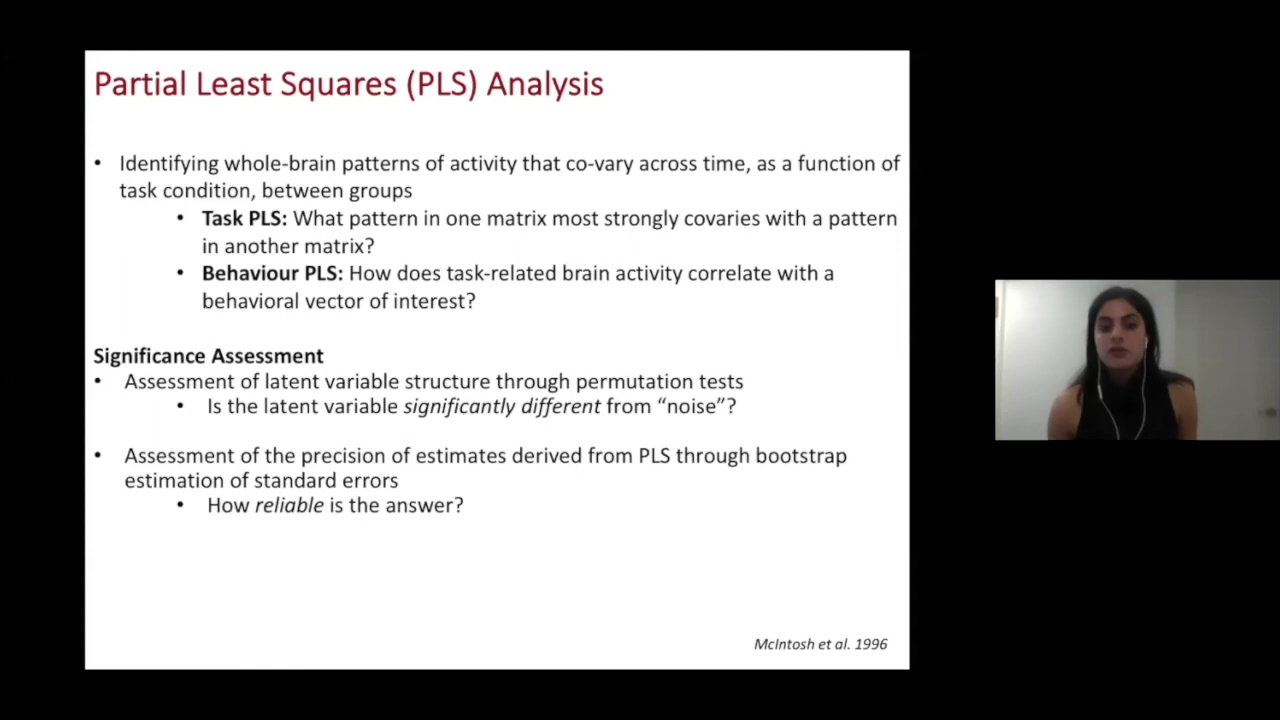 Partial Least Squares (PLS) Analysis
• Identifying whole-brain patterns of activity that co-vary across time, as a function of
task condition, between groups
• Task PLS: What pattern in one matrix most strongly covaries with a pattern
in another matrix?
• Behaviour PLS: How does task-related brain activity correlate with a
behavioral vector of interest?
Significance Assessment
• Assessment of latent variable structure through permutation tests
• Is the latent variable significantly different from “noise”?
• Assessment of the precision of estimates derived from PLS through bootstrap
estimation of standard errors
• How reliable is the answer?
McIntosh et al. 1996